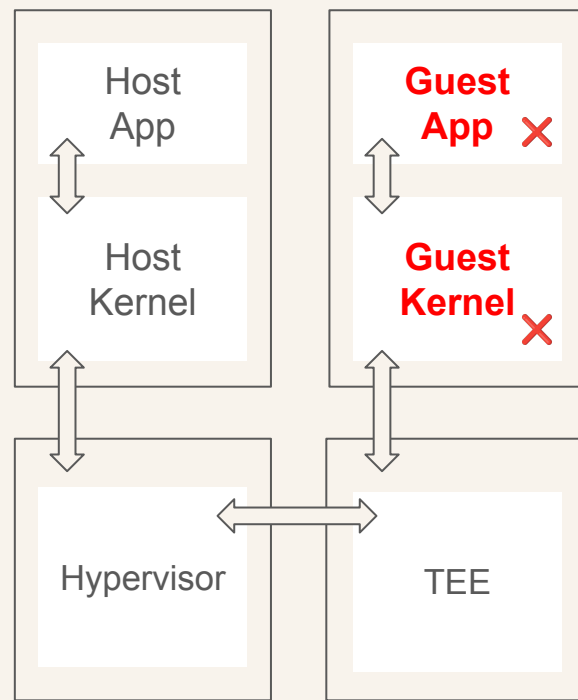 Host
App
Host
Kernel
Guest
App
Guest
Kernel
Hypervisor
TEE